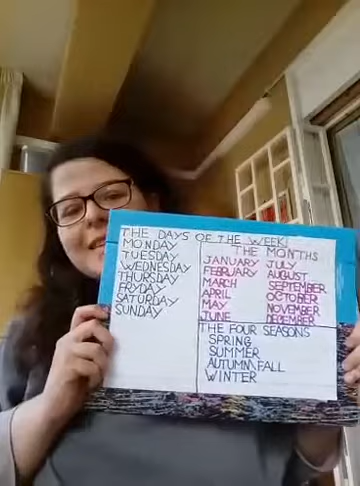 THE DAYS OF THE WEEK!
MONDAY
TUESDAY
WEDNESDAY
THURSDAY
FRYDAY
SATURDAY
SUNDAY
THE MONTHS
JANUARY JULY
FEBRUARY AUGUST
MARCH SEPTEMBER
APRIL OCTOBER
MAY NOVEMBER
JUNE DECEMBER
THE FOUR SEASONS
SPRING
SUMMER
AUTUMN FALL
WINTER